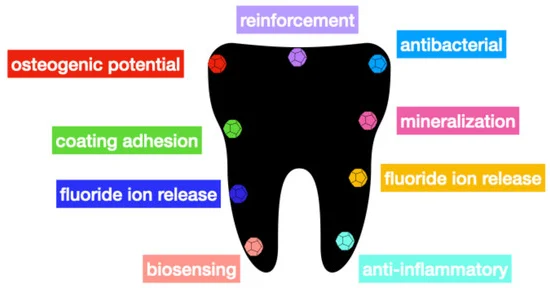 reinforcement
osteogenic potential
antibacterial
coating adhesion
mineralization
fluoride ion release
fluoride ion release
biosensing
anti-inflammatory